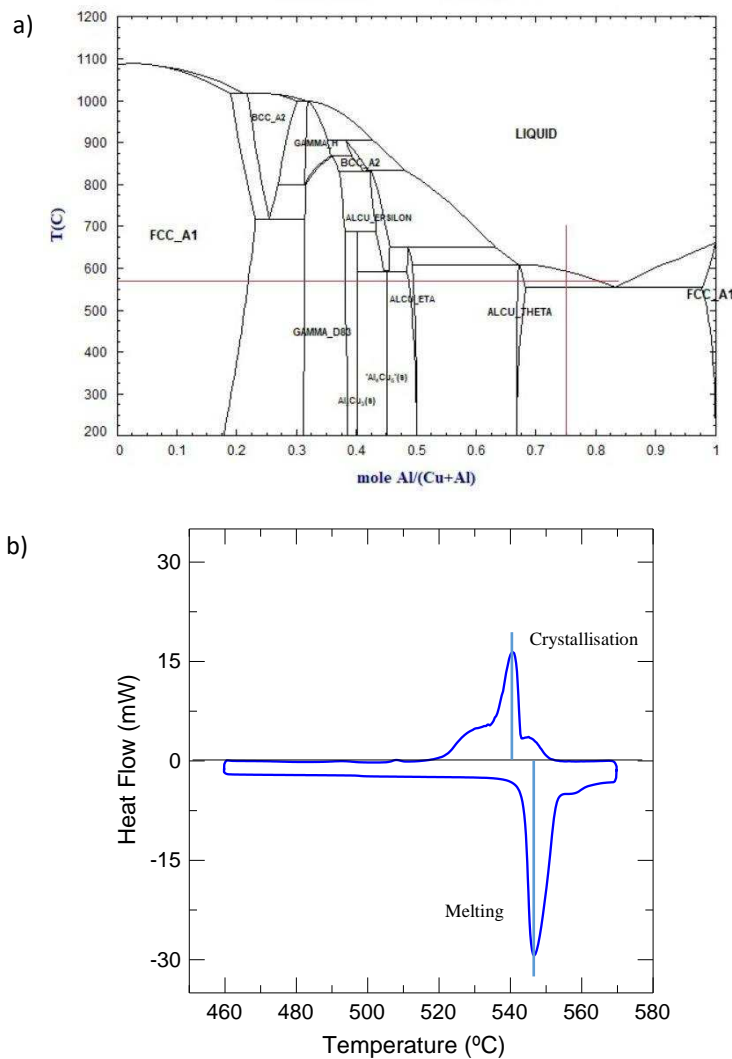 a)
1200
1100
1000
900
800
700
600
500
400
300
200
T(C)
BCC_A2
GAMMA_H
BCC_A2
LIQUID
ALCU_EPSILON
FCC_A1
FCC_A1
ALCU_ETA
ALCU_THETA
GAMMA_D83
0 0.1 0.2 0.3 0.4 0.5 0.6 0.7 0.8 0.9 1
mole Al/(Cu+Al)
b)
30
15
0
-15
-30
Heat Flow (mW)
Crystallisation
Melting
460 480 500 520 540 560 580
Temperature (ºC)